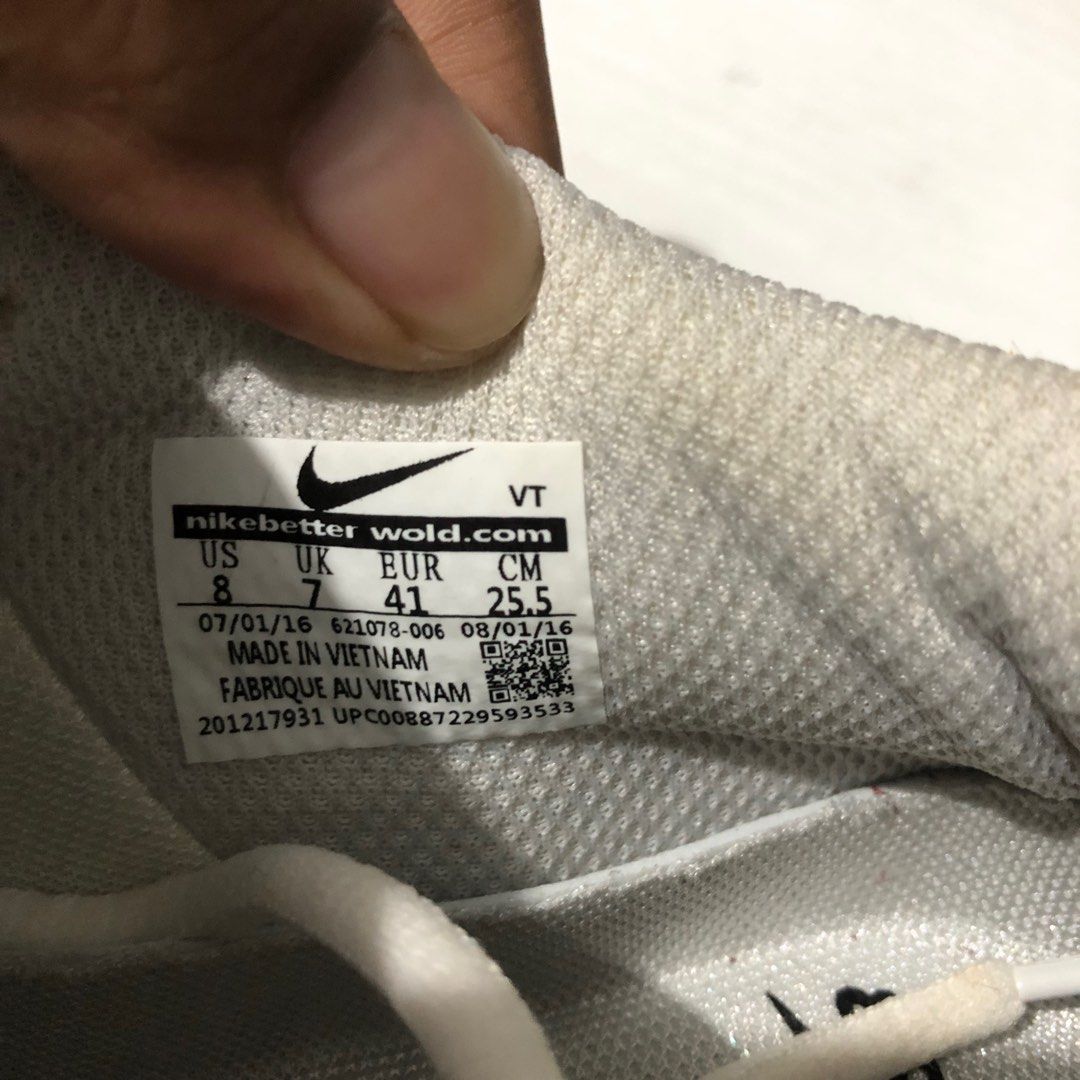 VT
nikebetter wold.com
US UK EUR CM
8 7 41 25.5
07/01/16 621078-006 08/01/16
MADE IN VIETNAM
FABRIQUE AU VIETNAM
201217931 UPC00887229593533